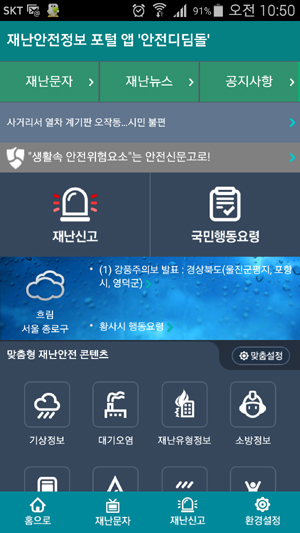 SKT 91% 오전 10:50
재난안전정보 포털 앱 '안전디딤돌'
재난문자 > 재난뉴스 > 공지사항 >
사거리서 열차 계기판 오작동...시민 불편
"생활속 안전위험요소"는 안전신문고로!
재난신고 국민행동요령
• (1) 강풍주의보 발표 : 경상북도(울진군평지, 포항
시, 영덕군) >
흐림
서울 종로구
• 황사시 행동요령 >
맞춤형 재난안전 콘텐츠 맞춤설정
기상정보 대기오염 재난유형정보 소방정보
홈으로 재난문자 재난신고 환경설정